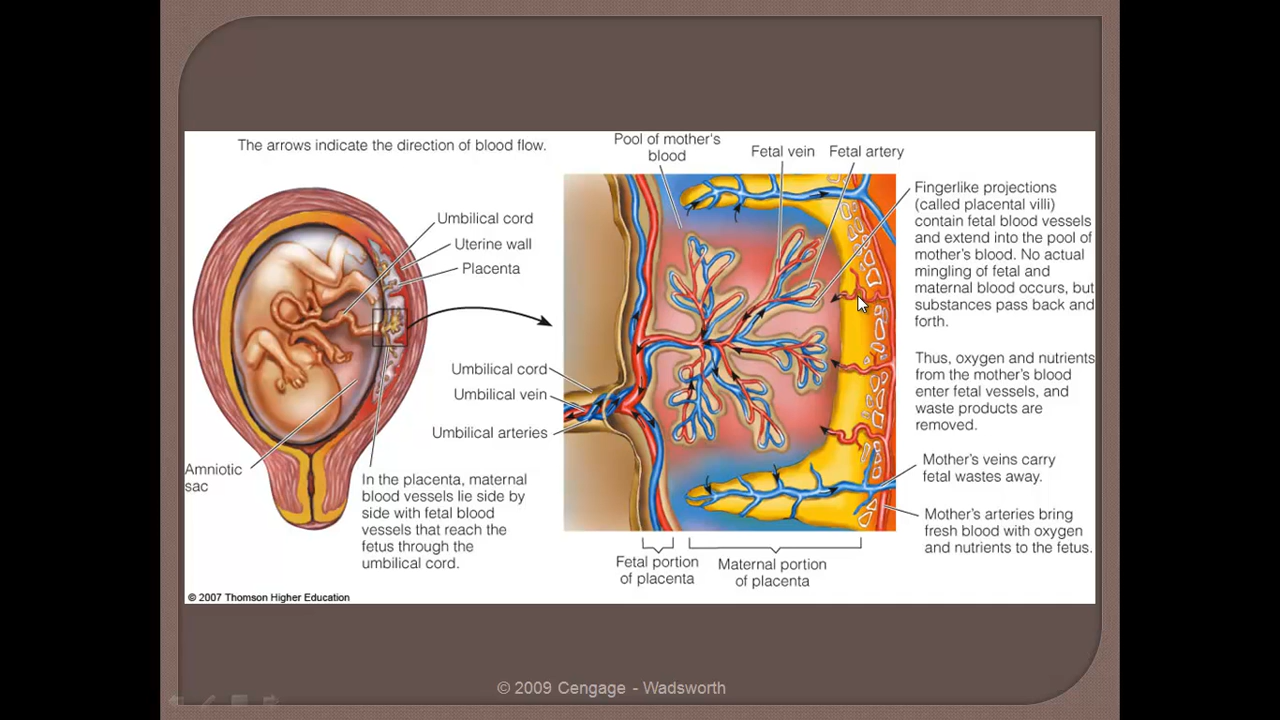 The arrows indicate the direction of blood flow.
Umbilical cord
Uterine wall
Placenta
Amniotic
sac
In the placenta, maternal
blood vessels lie side by
side with fetal blood
vessels that reach the
fetus through the
umbilical cord.
Pool of mother's
blood
Fetal vein
Fetal artery
Umbilical cord
Umbilical vein
Umbilical arteries
Fetal portion
of placenta
Maternal portion
of placenta
Fingerlike projections
(called placental villi)
contain fetal blood vessels
and extend into the pool of
mother's blood. No actual
mingling of fetal and
maternal blood occurs, but
substances pass back and
forth.
Thus, oxygen and nutrients
from the mother's blood
enter fetal vessels, and
waste products are
removed.
Mother's veins carry
fetal wastes away.
Mother's arteries bring
fresh blood with oxygen
and nutrients to the fetus.
© 2007 Thomson Higher Education
© 2009 Cengage - Wadsworth